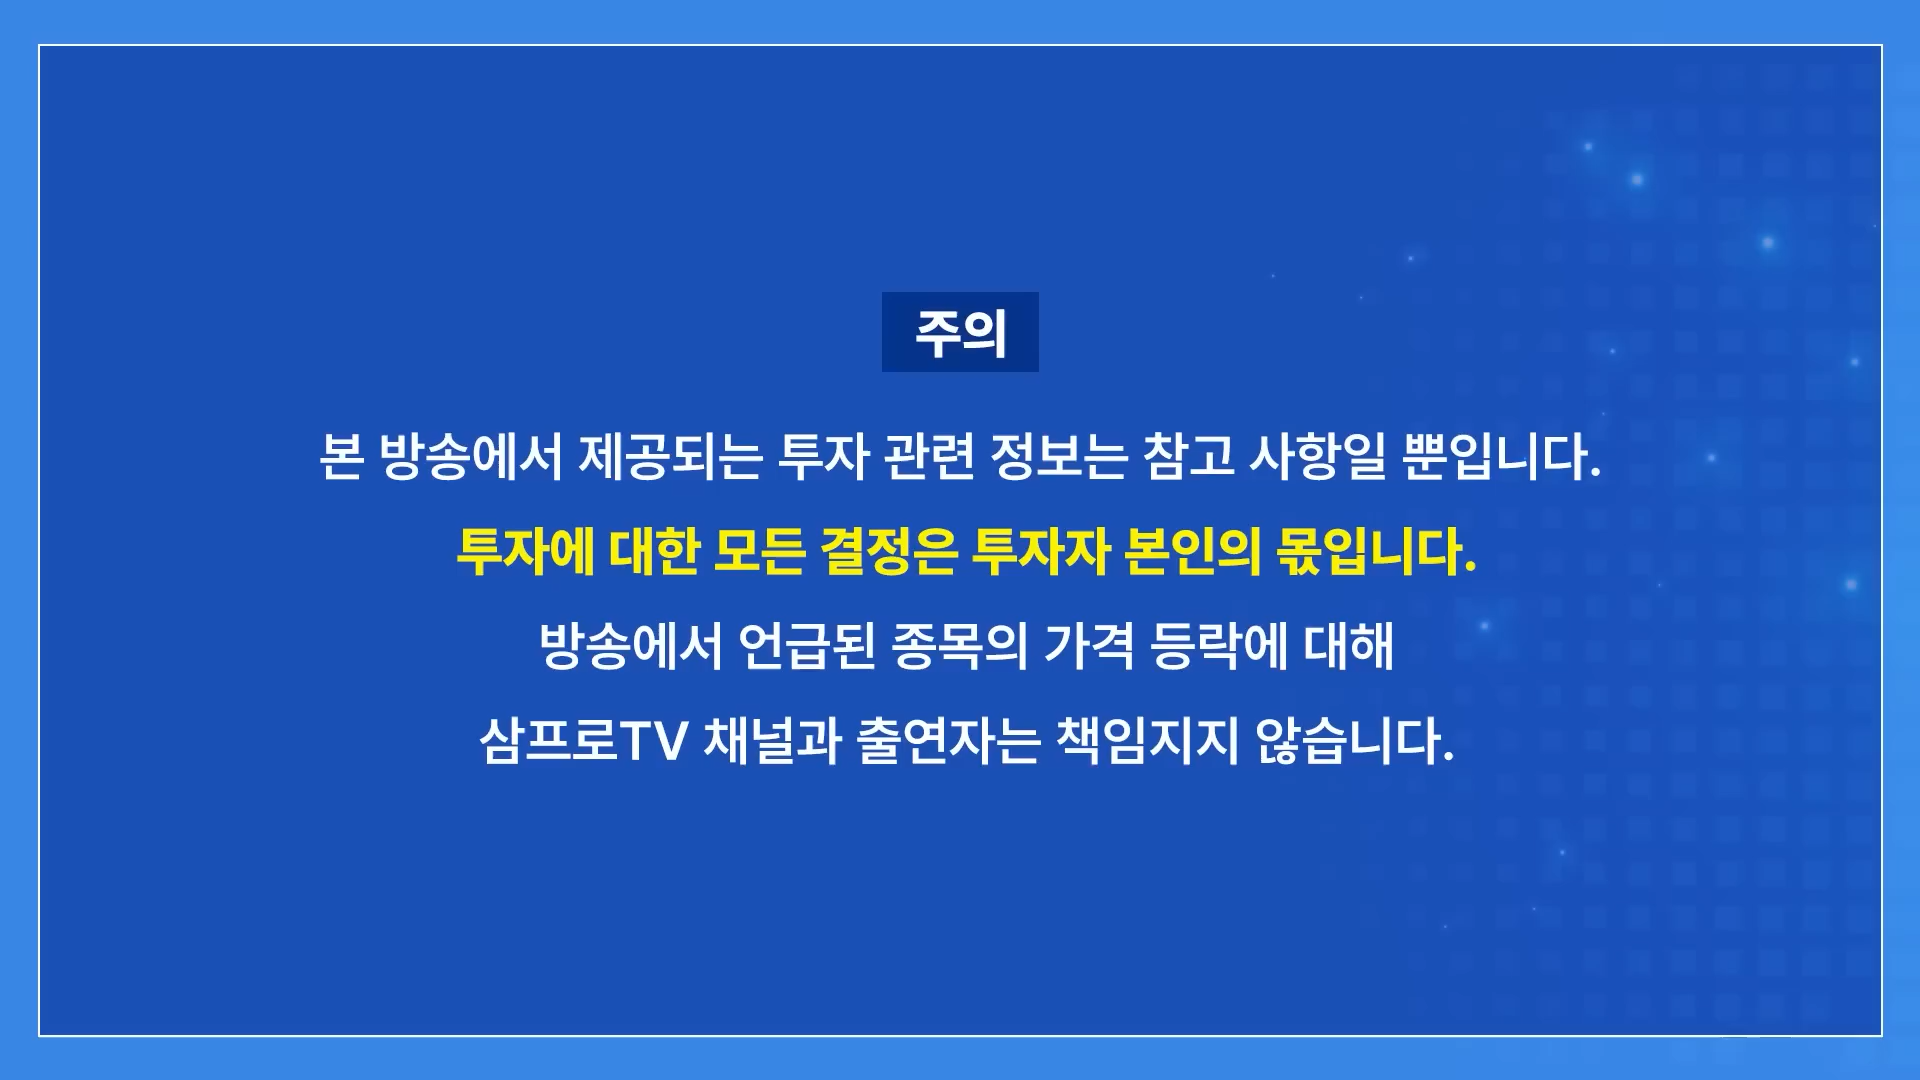 주의
본 방송에서 제공되는 투자 관련 정보는 참고 사항일 뿐입니다.
투자에 대한 모든 결정은 투자자 본인의 몫입니다.
방송에서 언급된 종목의 가격 등락에 대해
삼프로TV 채널과 출연자는 책임지지 않습니다.